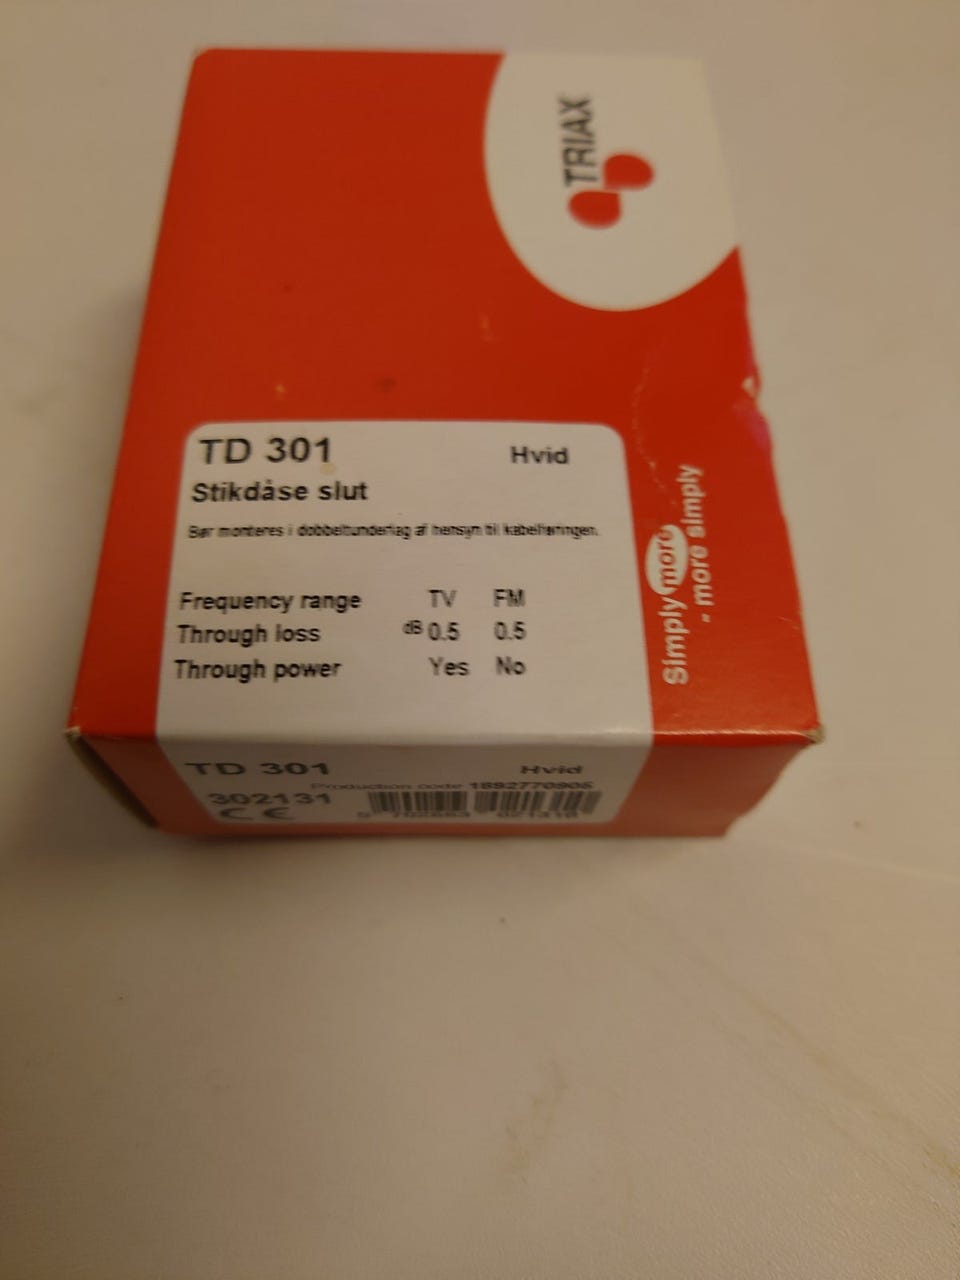 TRIAX
TD 301 Hvid
Stikdåse slut
Bør monteres i dobbeltunderlag af hensyn til kabelføringen.
Frequency range TV FM
Through loss dB 0.5 0.5
Through power Yes No
Simply more
- more simply
TD 301 Hvid
Production code 1892770905
302131
CE